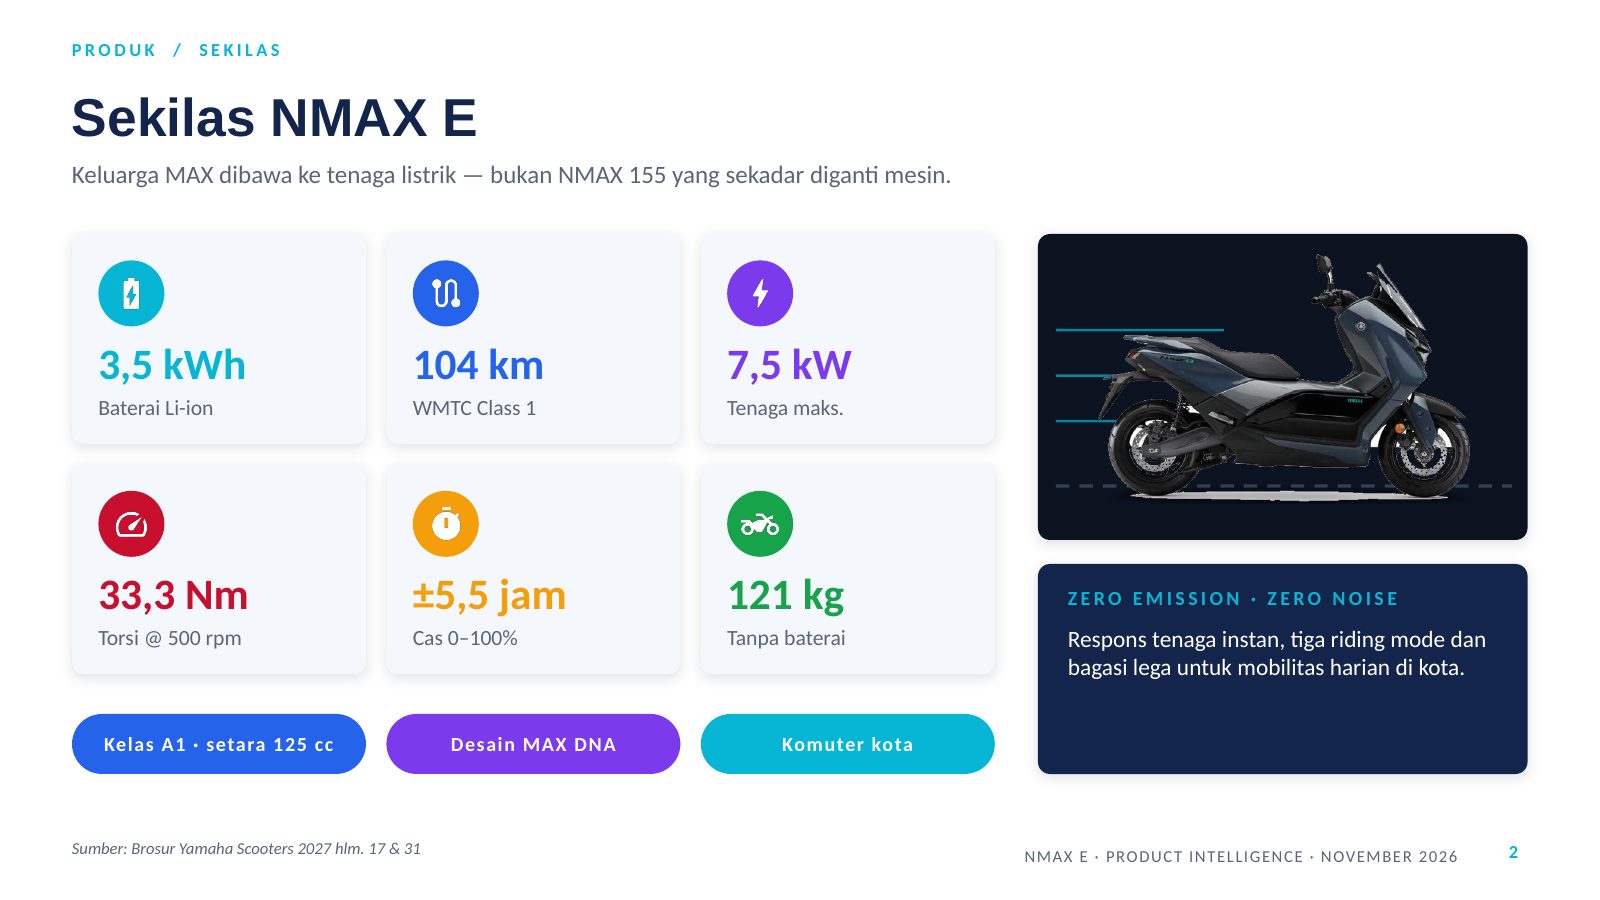 PRODUK / SEKILAS
Sekilas NMAX E
Keluarga MAX dibawa ke tenaga listrik — bukan NMAX 155 yang sekadar diganti mesin.
3,5 kWh
Baterai Li-ion
104 km
WMTC Class 1
7,5 kW
Tenaga maks.
33,3 Nm
Torsi @ 500 rpm
±5,5 jam
Cas 0–100%
121 kg
Tanpa baterai
Kelas A1 · setara 125 cc
Desain MAX DNA
Komuter kota
YAMAHA
ZERO EMISSION · ZERO NOISE
Respons tenaga instan, tiga riding mode dan
bagasi lega untuk mobilitas harian di kota.
Sumber: Brosur Yamaha Scooters 2027 hlm. 17 & 31
NMAX E · PRODUCT INTELLIGENCE · NOVEMBER 2026
2